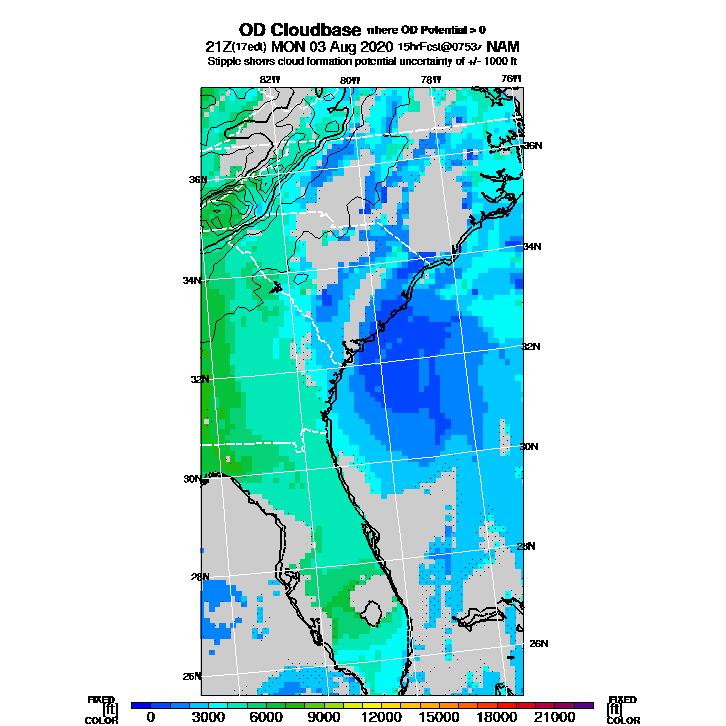 OD Cloudbase where OD Potential > 0
21Z(17edt) MON 03 Aug 2020 15hrFcst@0753z NAM
Stipple shows cloud formation potential uncertainty of +/- 1000 ft
82W 80W 78W 76W
36N 36N
34N 34N
32N 32N
30N 30N
28N 28N
26N 26N
FIXED FIXED
[ft] 0 3000 6000 9000 12000 15000 18000 21000 [ft]
COLOR COLOR